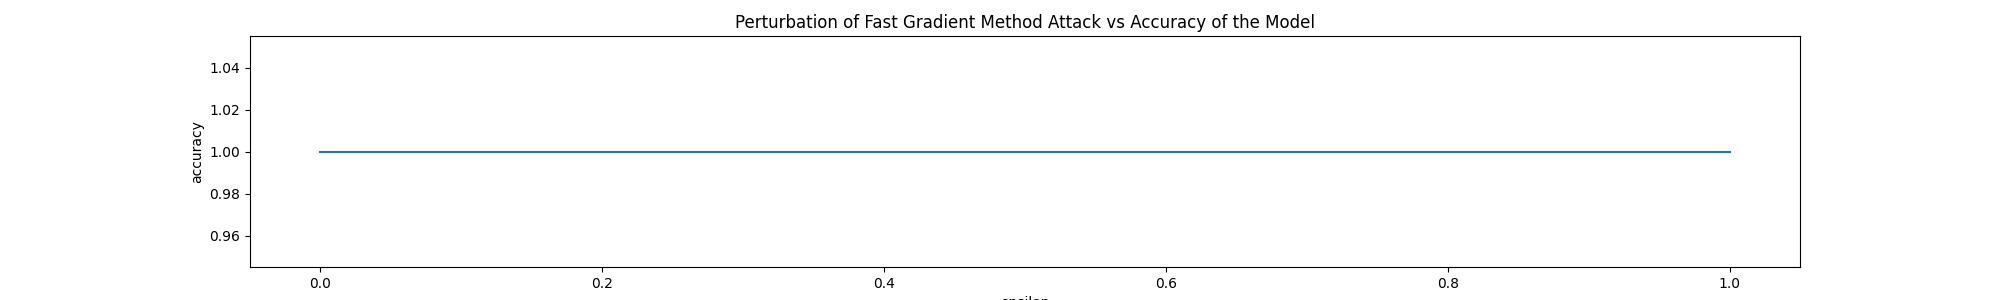 Perturbation of Fast Gradient Method Attack vs Accuracy of the Model
1.04
1.02
1.00
0.98
0.96
accuracy
0.0 0.2 0.4 0.6 0.8 1.0
epsilon